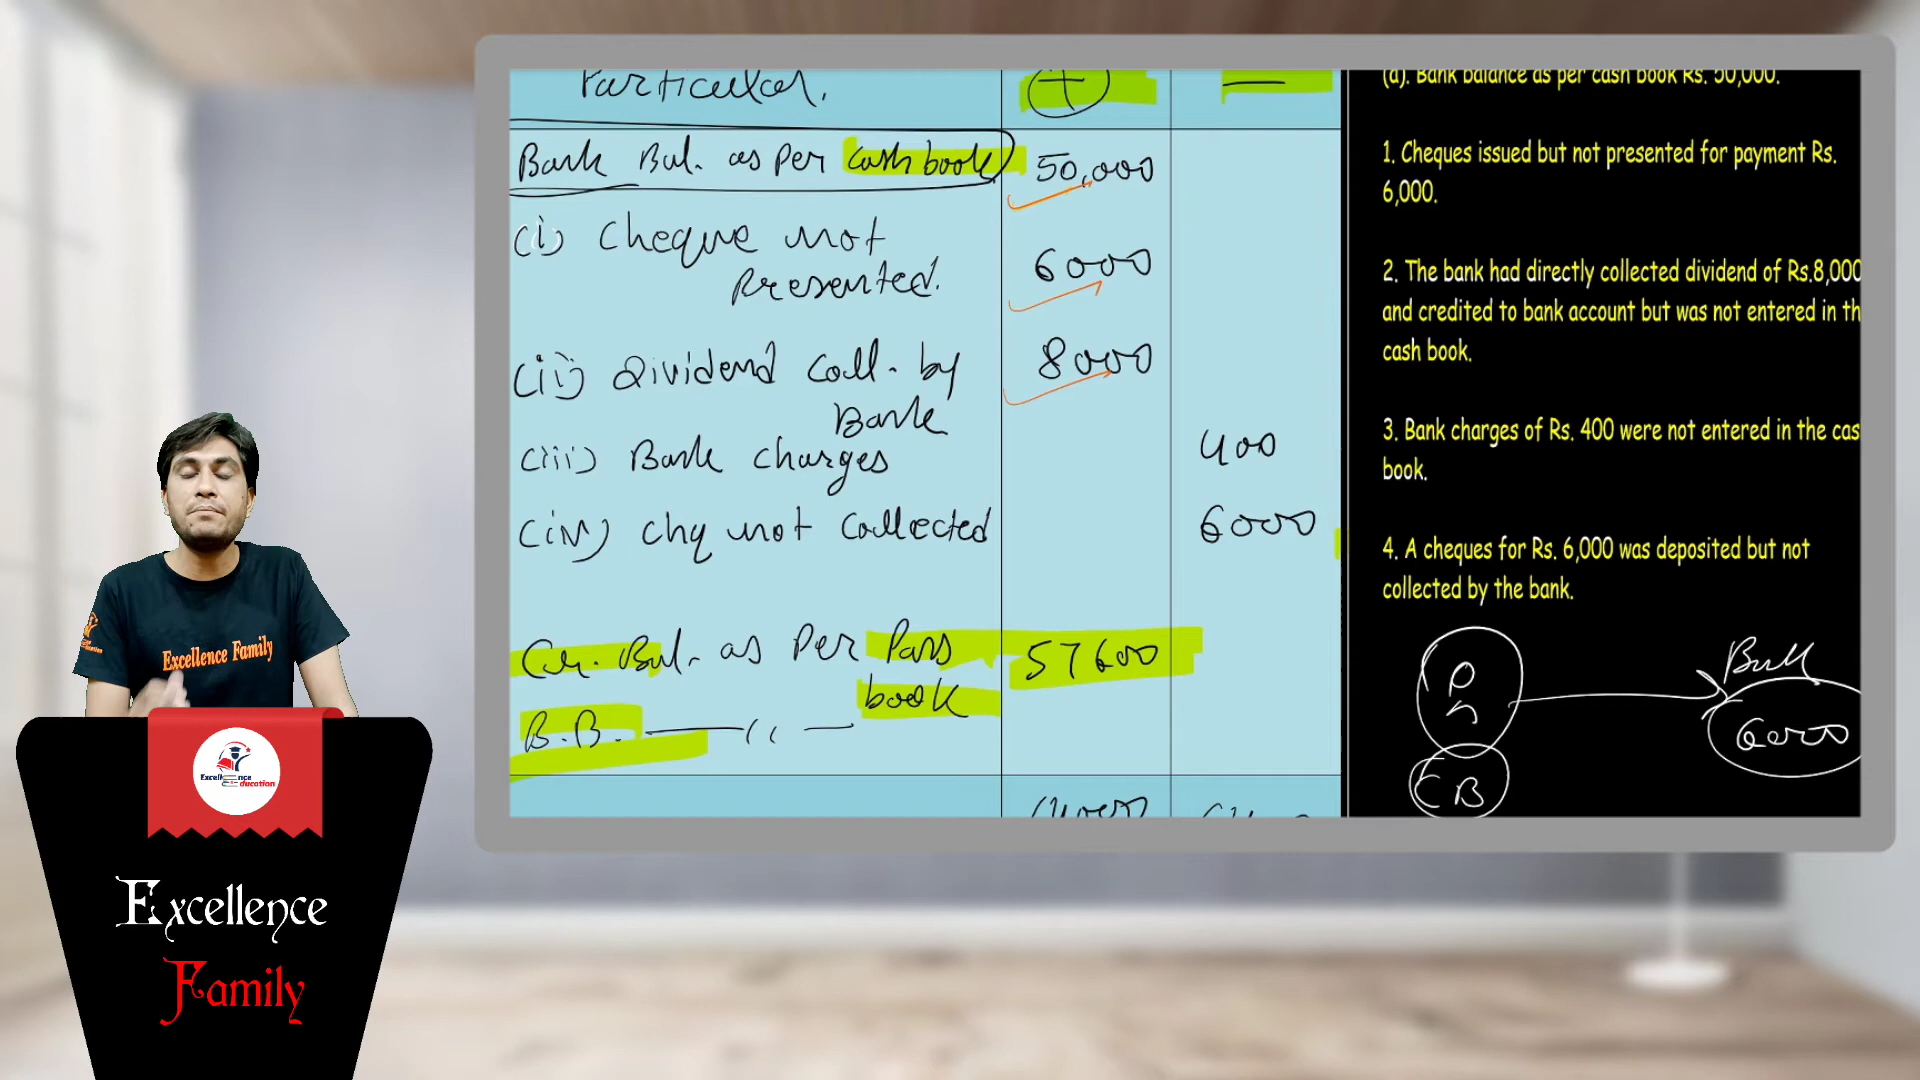 Particular. + —
Bank Bal. as per Cash book 50,000
(i) Cheque not 6000
Presented.
(ii) Dividend Coll. by 8000
Bank
(iii) Bank charges 400
(iv) Chq not Collected 6000
Cr. Bal. as Per Pass 57600
book
B.B. — ,, —
(a). Bank balance as per cash book Rs. 50,000.
1. Cheques issued but not presented for payment Rs.
6,000.
2. The bank had directly collected dividend of Rs.8,000
and credited to bank account but was not entered in th
cash book.
3. Bank charges of Rs. 400 were not entered in the cas
book.
4. A cheques for Rs. 6,000 was deposited but not
collected by the bank.
6000
CB
Excellence Family
Excellence
Education
Excellence
Family